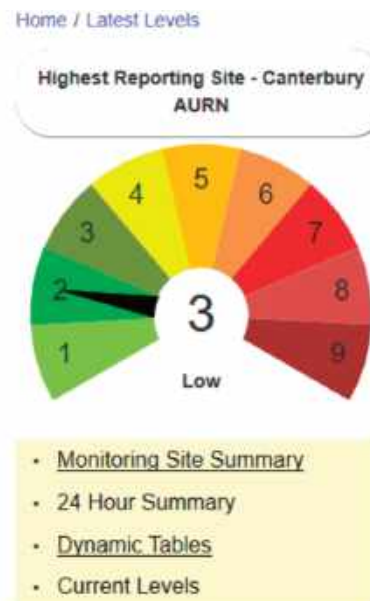 Home / Latest Levels
Highest Reporting Site - Canterbury
AURN
1
2
3
4
5
6
7
8
9
3
Low
Monitoring Site Summary
24 Hour Summary
Dynamic Tables
Current Levels